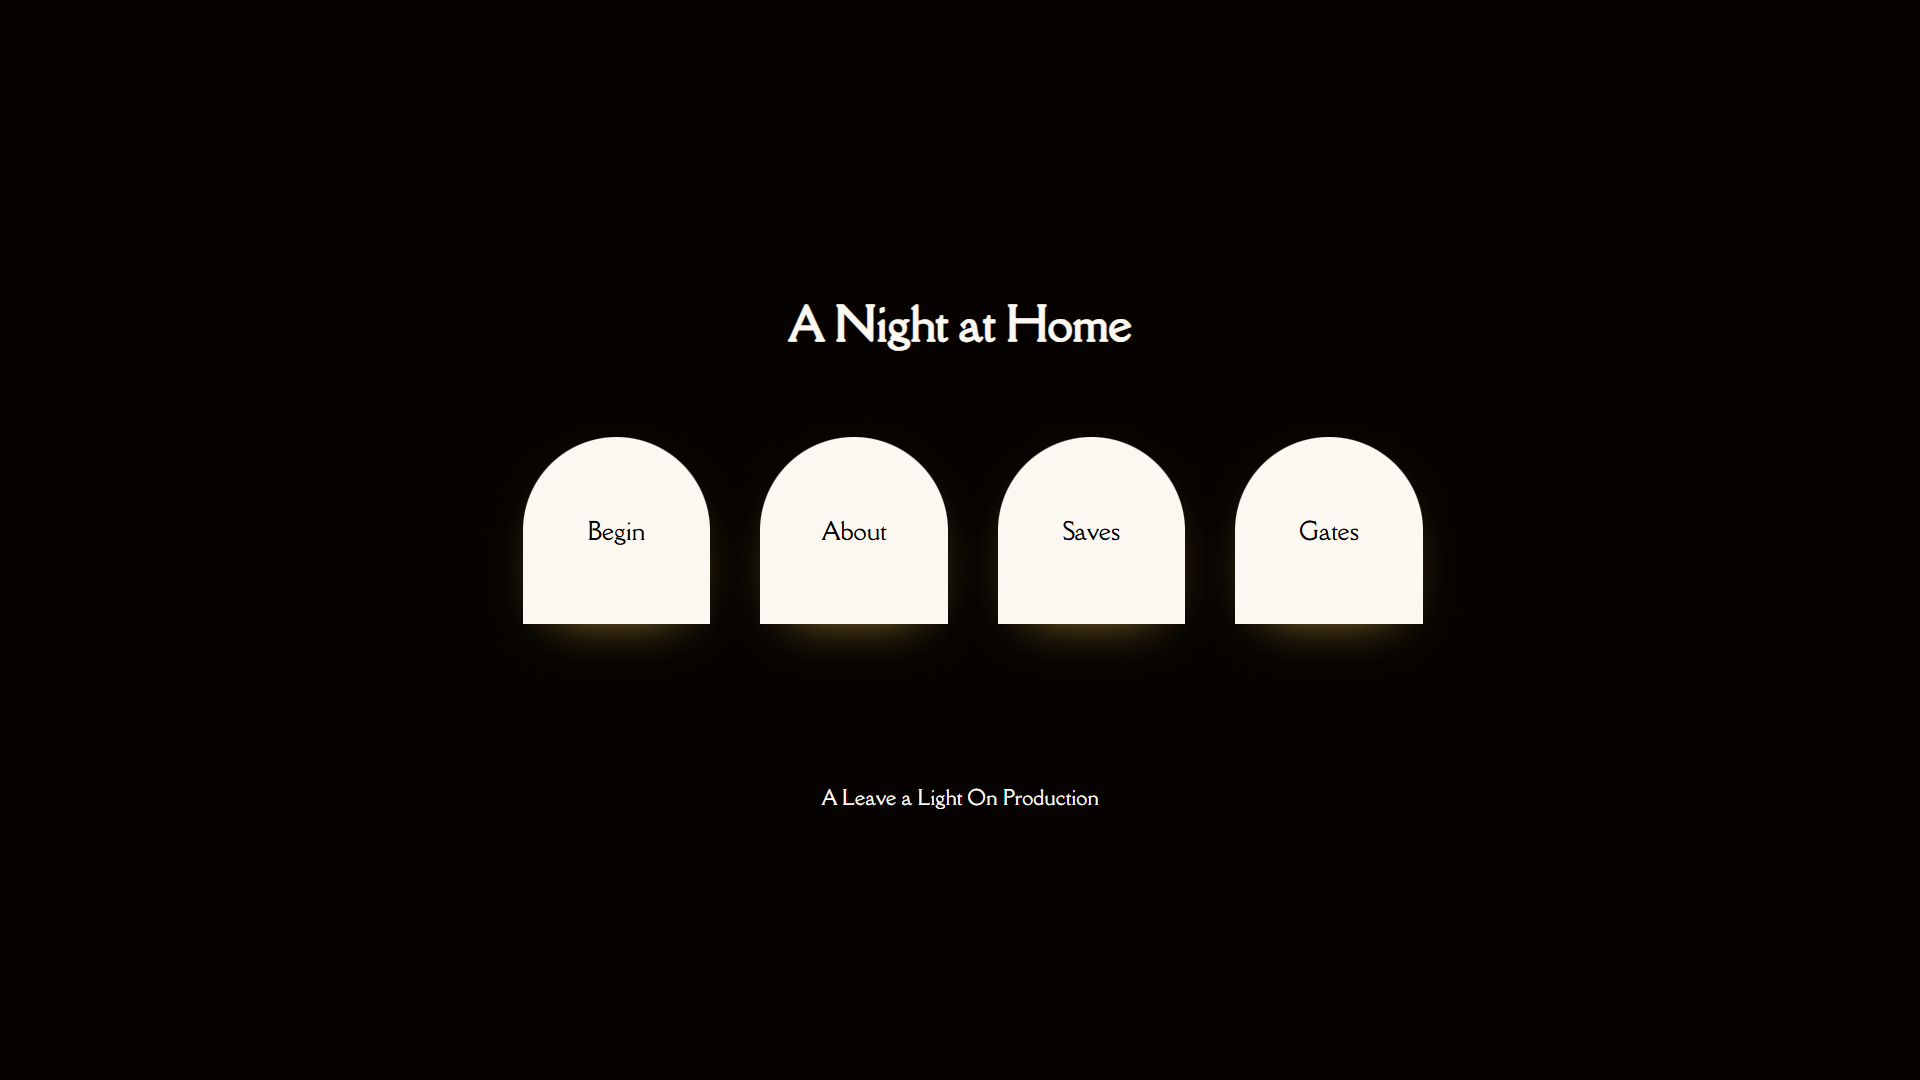 A Night at Home
Begin
About
Saves
Gates
A Leave a Light On Production